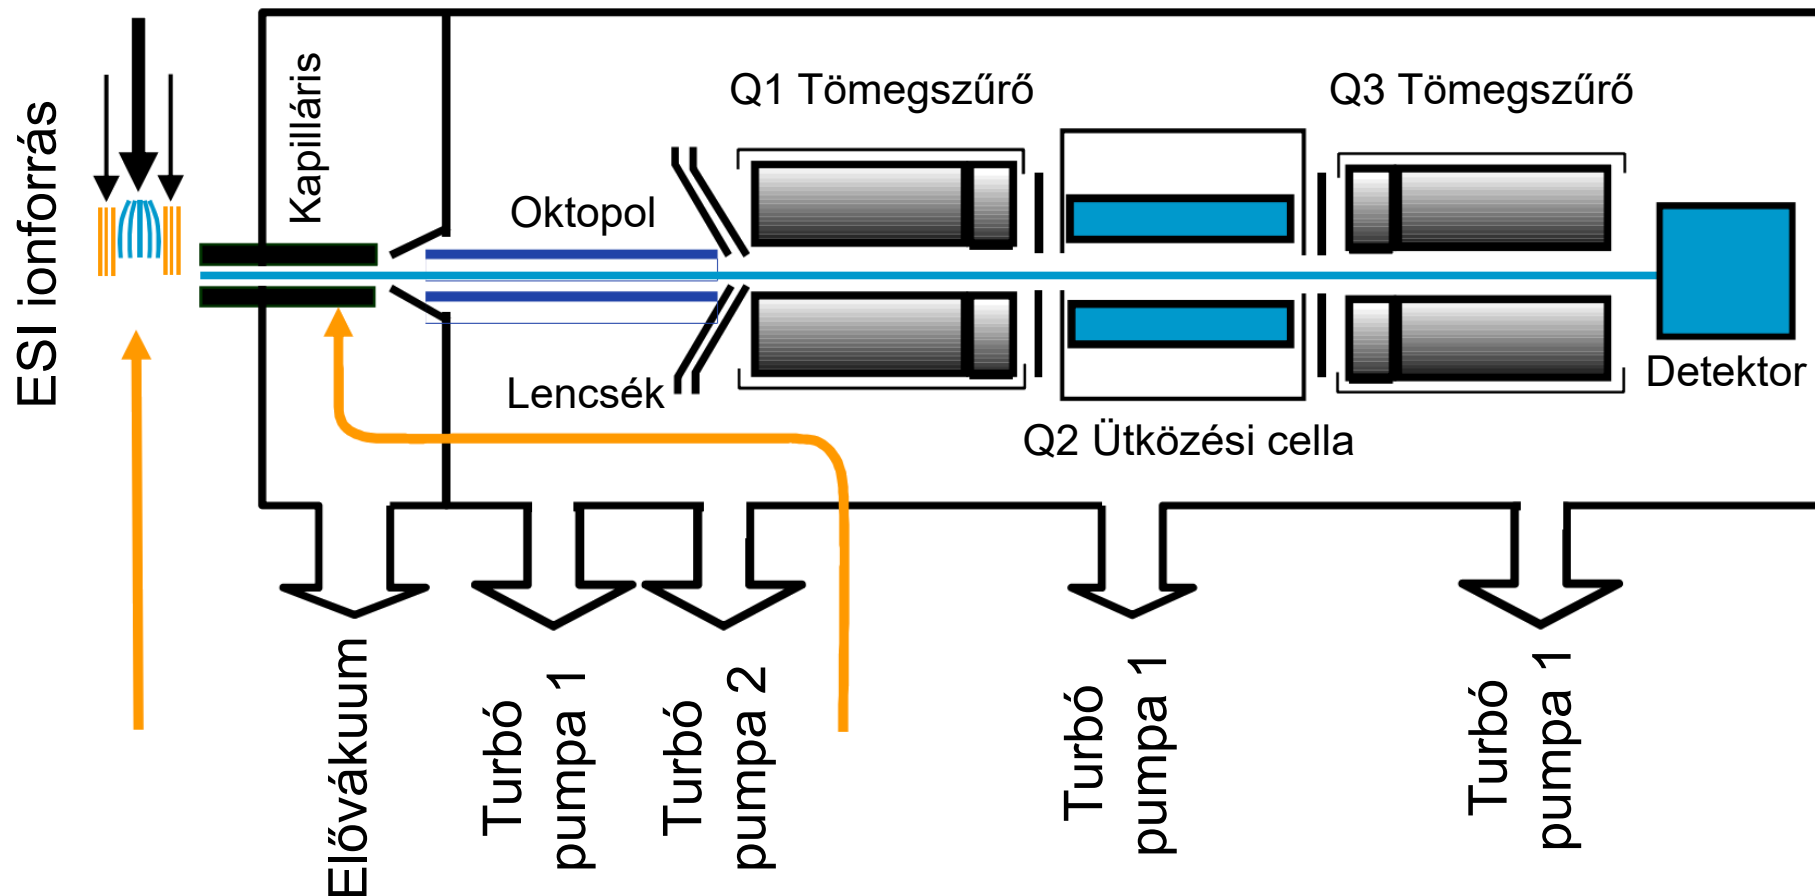 ESI ionforrás
Kapilláris
Oktopol
Lencsék
Q1 Tömegszűrő
Q2 Ütközési cella
Q3 Tömegszűrő
Detektor
Elővákuum
Turbó
pumpa 1
Turbó
pumpa 2
Turbó
pumpa 1
Turbó
pumpa 1